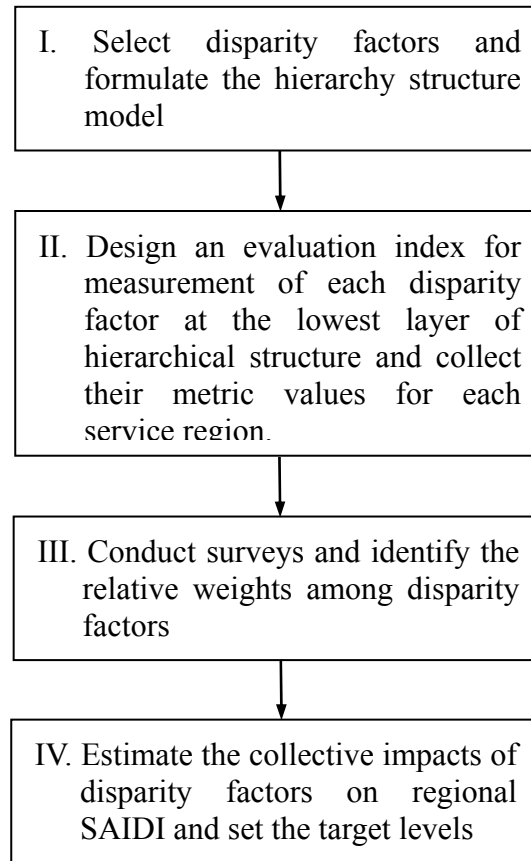 I. Select disparity factors and
formulate the hierarchy structure
model
II. Design an evaluation index for
measurement of each disparity
factor at the lowest layer of
hierarchical structure and collect
their metric values for each
service region.
III. Conduct surveys and identify the
relative weights among disparity
factors
IV. Estimate the collective impacts of
disparity factors on regional
SAIDI and set the target levels